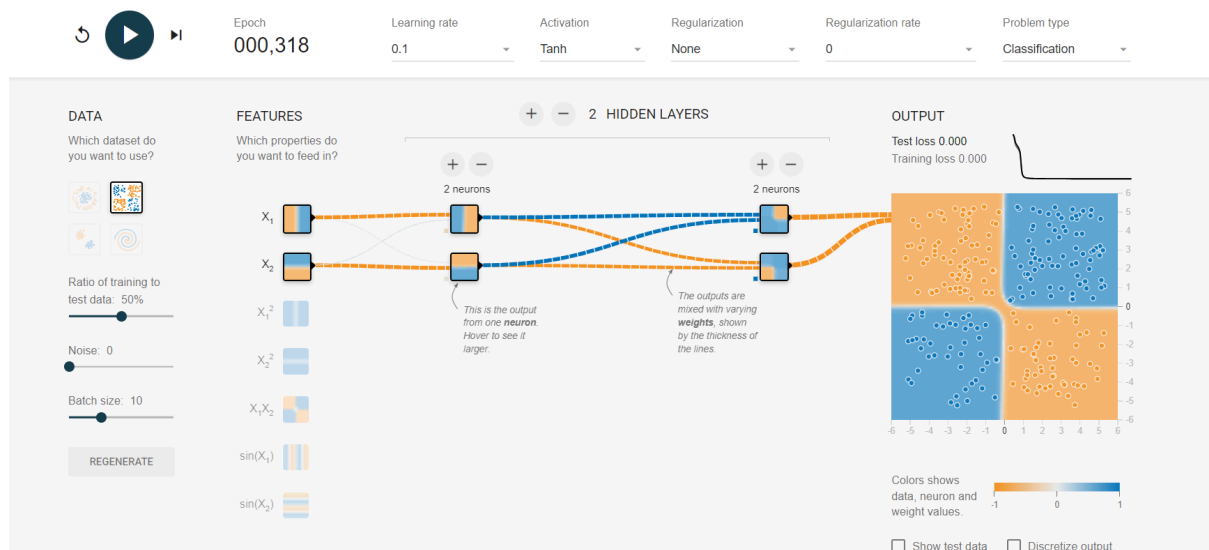 Epoch
000,318
Learning rate
0.1
Activation
Tanh
Regularization
None
Regularization rate
0
Problem type
Classification
DATA
Which dataset do
you want to use?
Ratio of training to
test data: 50%
Noise: 0
Batch size: 10
REGENERATE
FEATURES
Which properties do
you want to feed in?
X1
X2
X1²
X2²
X1X2
sin(X1)
sin(X2)
+ − 2 HIDDEN LAYERS
+ −
2 neurons
This is the output
from one neuron.
Hover to see it
larger.
+ −
2 neurons
The outputs are
mixed with varying
weights, shown
by the thickness of
the lines.
OUTPUT
Test loss 0.000
Training loss 0.000
6
5
4
3
2
1
0
-1
-2
-3
-4
-5
-6
-6 -5 -4 -3 -2 -1 0 1 2 3 4 5 6
Colors shows
data, neuron and
weight values.
-1 0 1
Show test data
Discretize output